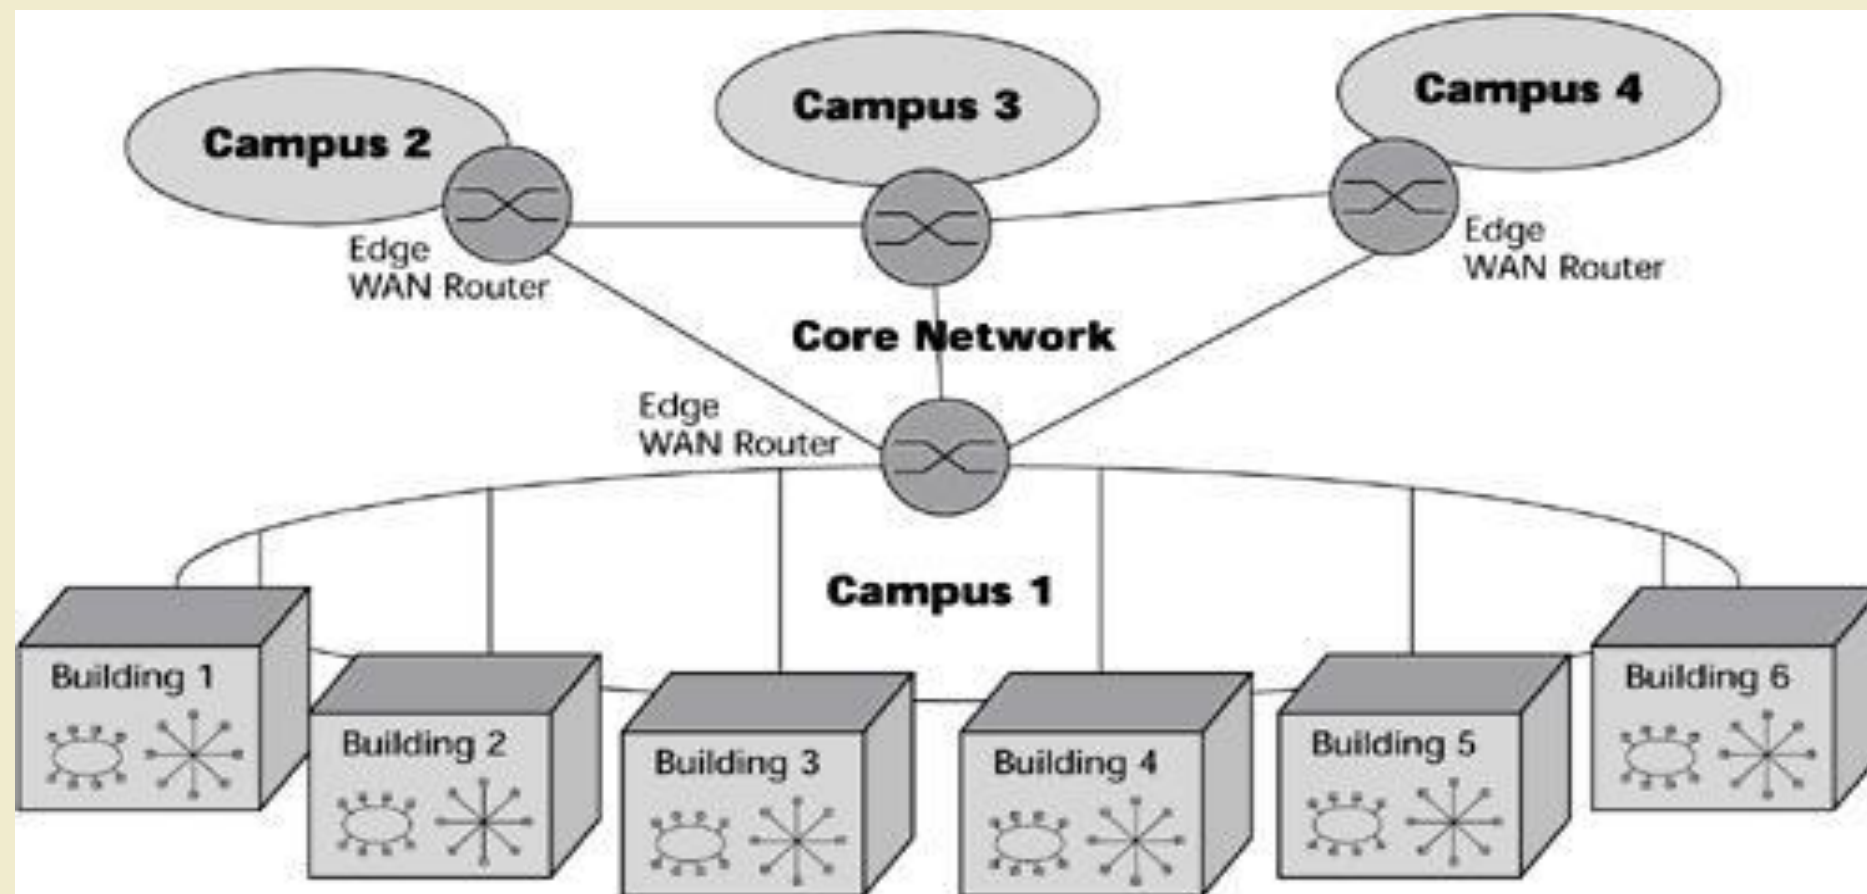 Campus 2
Campus 3
Campus 4
Edge
WAN Router
Edge
WAN Router
Core Network
Edge
WAN Router
Campus 1
Building 1
Building 2
Building 3
Building 4
Building 5
Building 6